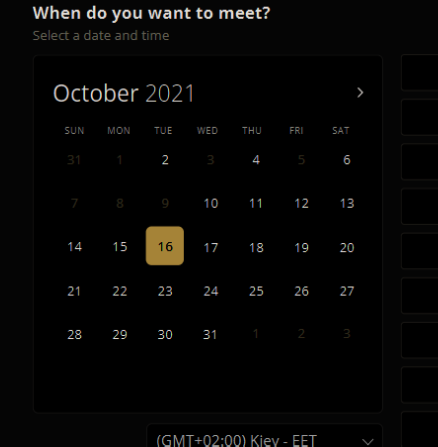 When do you want to meet?
Select a date and time
October 2021
SUN MON TUE WED THU FRI SAT
31 1 2 3 4 5 6
7 8 9 10 11 12 13
14 15 16 17 18 19 20
21 22 23 24 25 26 27
28 29 30 31 1 2 3
(GMT+02:00) Kiev - EET